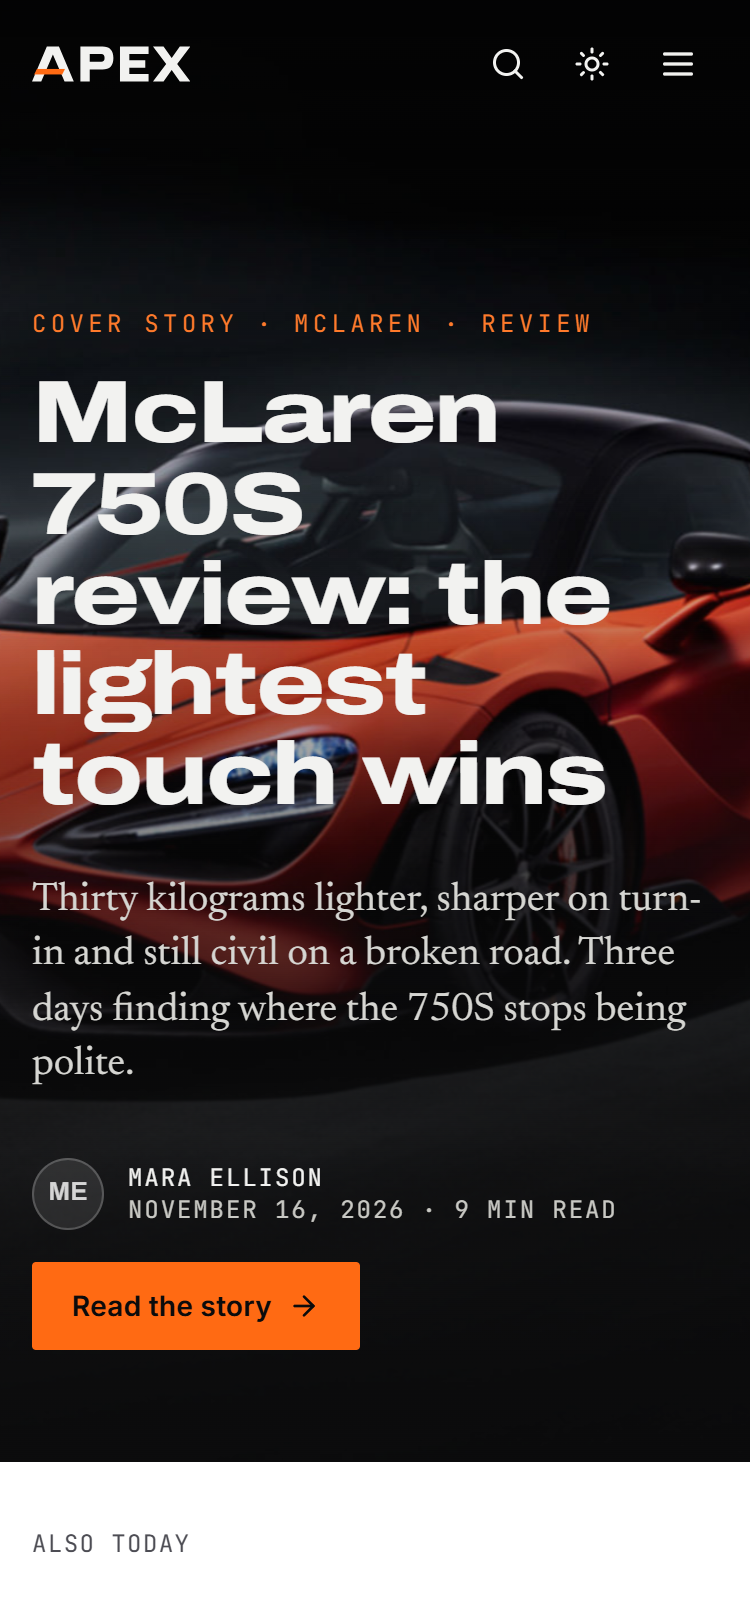 APEX
COVER STORY · MCLAREN · REVIEW
McLaren
750S
review: the
lightest
touch wins
Thirty kilograms lighter, sharper on turn-
in and still civil on a broken road. Three
days finding where the 750S stops being
polite.
ME
MARA ELLISON
NOVEMBER 16, 2026 · 9 MIN READ
Read the story →
ALSO TODAY